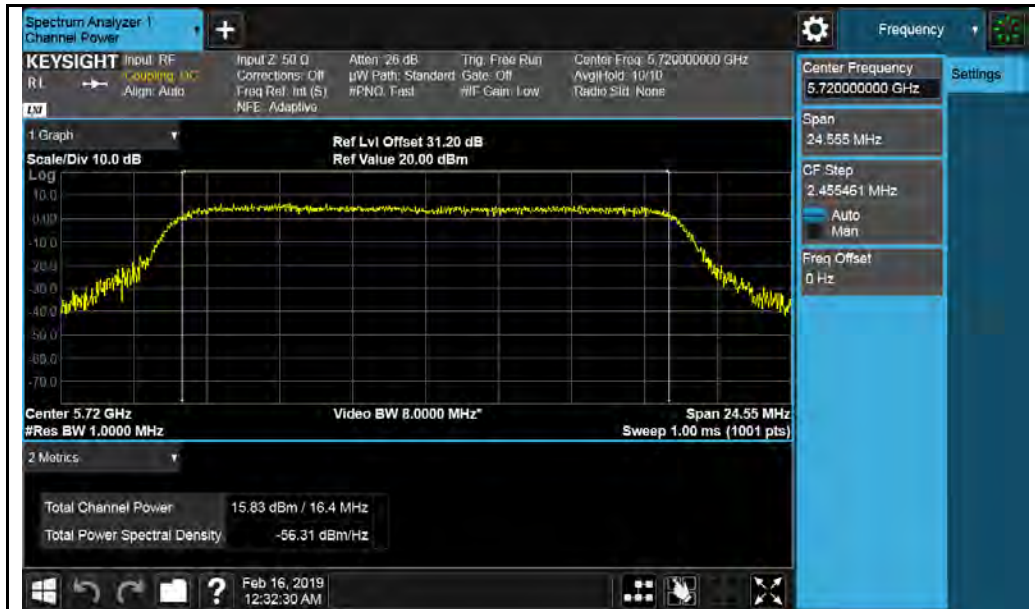 Spectrum Analyzer 1
Channel Power
+
Frequency
KEYSIGHT
Input: RF
Coupling: DC
Align: Auto
RL
LXI
Input Z: 50 Ω
Corrections: Off
Freq Ref: Int (S)
NFE: Adaptive
Atten: 26 dB
µW Path: Standard
#PNO: Fast
Trig: Free Run
Gate: Off
#IF Gain: Low
Center Freq: 5.720000000 GHz
Avg|Hold: 10/10
Radio Std: None
Center Frequency
5.720000000 GHz
Settings
Span
24.555 MHz
CF Step
2.455461 MHz
Auto
Man
Freq Offset
0 Hz
1 Graph
Scale/Div 10.0 dB
Ref Lvl Offset 31.20 dB
Ref Value 20.00 dBm
Log
10.0
0.00
-10.0
-20.0
-30.0
-40.0
-50.0
-60.0
-70.0
Center 5.72 GHz
#Res BW 1.0000 MHz
Video BW 8.0000 MHz*
Span 24.55 MHz
Sweep 1.00 ms (1001 pts)
2 Metrics
Total Channel Power 15.83 dBm / 16.4 MHz
Total Power Spectral Density -56.31 dBm/Hz
?
Feb 16, 2019
12:32:30 AM